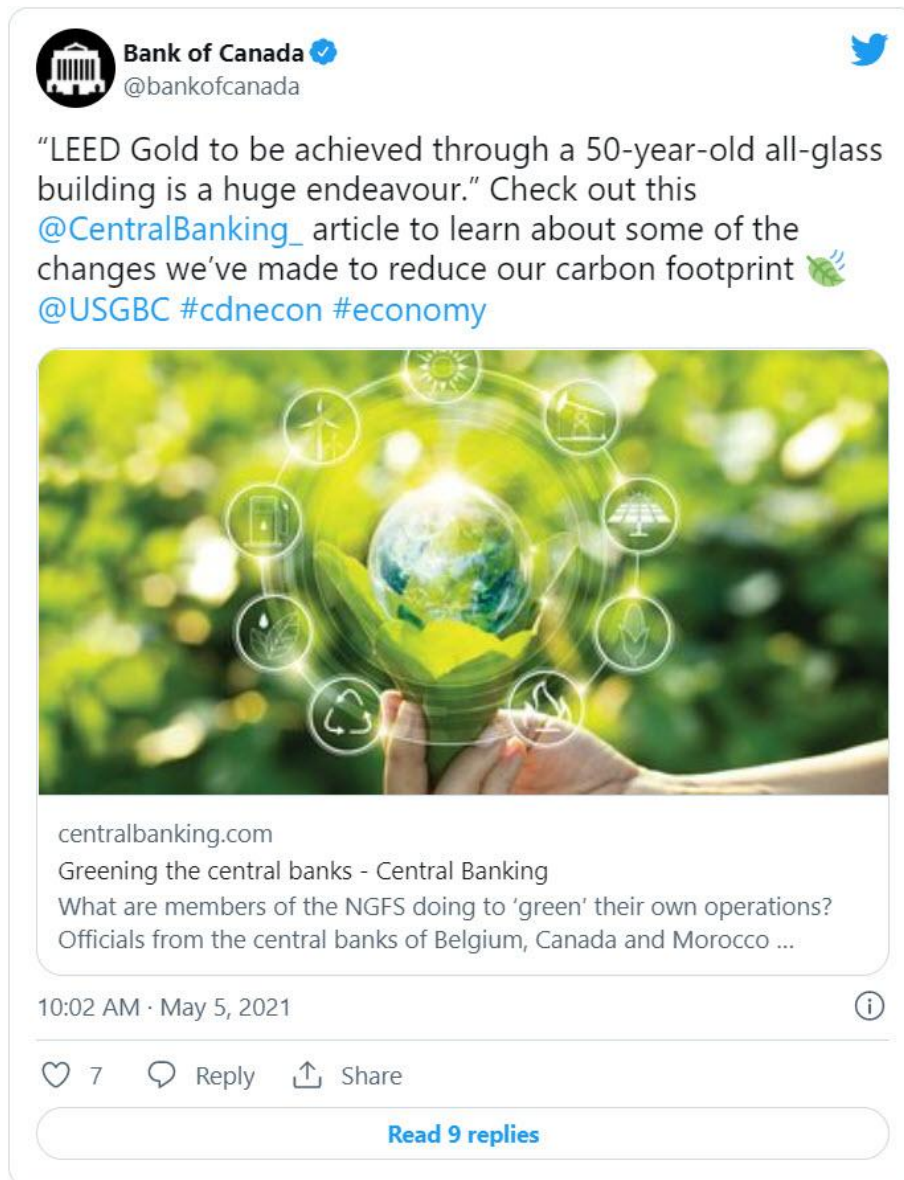 Bank of Canada
@bankofcanada
“LEED Gold to be achieved through a 50-year-old all-glass
building is a huge endeavour.” Check out this
@CentralBanking_ article to learn about some of the
changes we’ve made to reduce our carbon footprint
@USGBC #cdnecon #economy
centralbanking.com
Greening the central banks - Central Banking
What are members of the NGFS doing to ‘green’ their own operations?
Officials from the central banks of Belgium, Canada and Morocco ...
10:02 AM · May 5, 2021
7 Reply Share
Read 9 replies